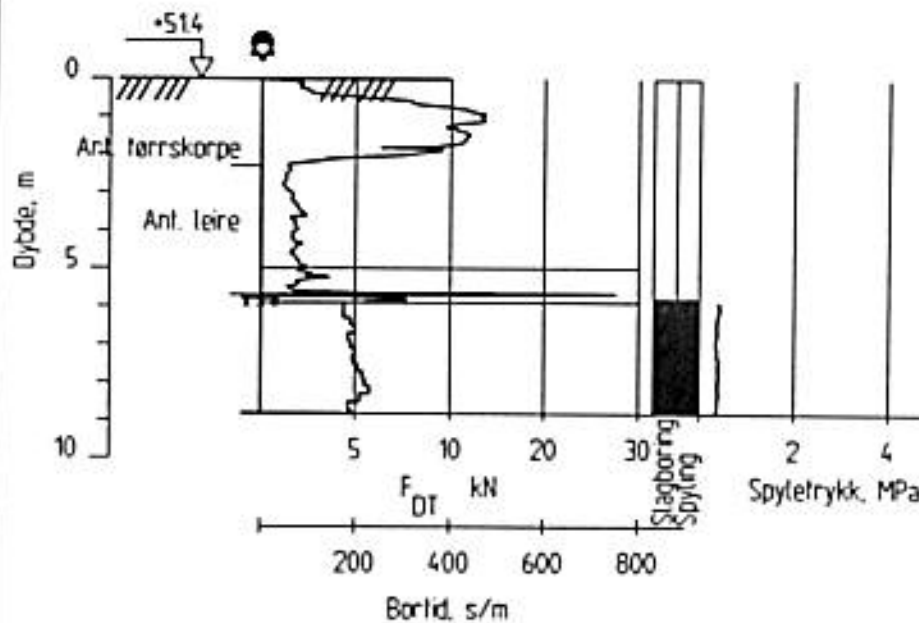 +51.4
0
Ant. tørrskorpe
Ant. leire
Dybde, m
5
10
5 10 20 30
F DT kN
Slagboring
Spyling
2 4
Spyletrykk, MPa
200 400 600 800
Bortid, s/m